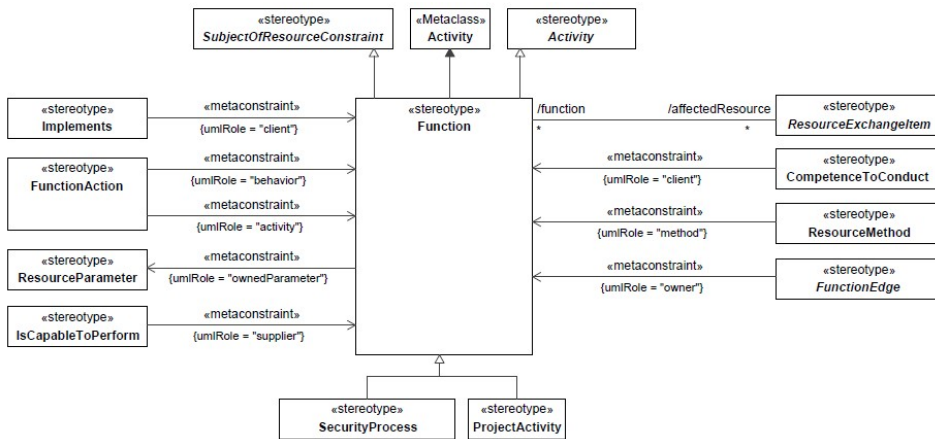 «stereotype»
SubjectOfResourceConstraint
«Metaclass»
Activity
«stereotype»
Activity
«stereotype»
Implements
«metaconstraint»
{umlRole = "client"}
«stereotype»
FunctionAction
«metaconstraint»
{umlRole = "behavior"}
«metaconstraint»
{umlRole = "activity"}
«stereotype»
ResourceParameter
«metaconstraint»
{umlRole = "ownedParameter"}
«stereotype»
IsCapableToPerform
«metaconstraint»
{umlRole = "supplier"}
«stereotype»
Function
/function
/affectedResource
*
*
«stereotype»
ResourceExchangeItem
«metaconstraint»
{umlRole = "client"}
«stereotype»
CompetenceToConduct
«metaconstraint»
{umlRole = "method"}
«stereotype»
ResourceMethod
«metaconstraint»
{umlRole = "owner"}
«stereotype»
FunctionEdge
«stereotype»
SecurityProcess
«stereotype»
ProjectActivity